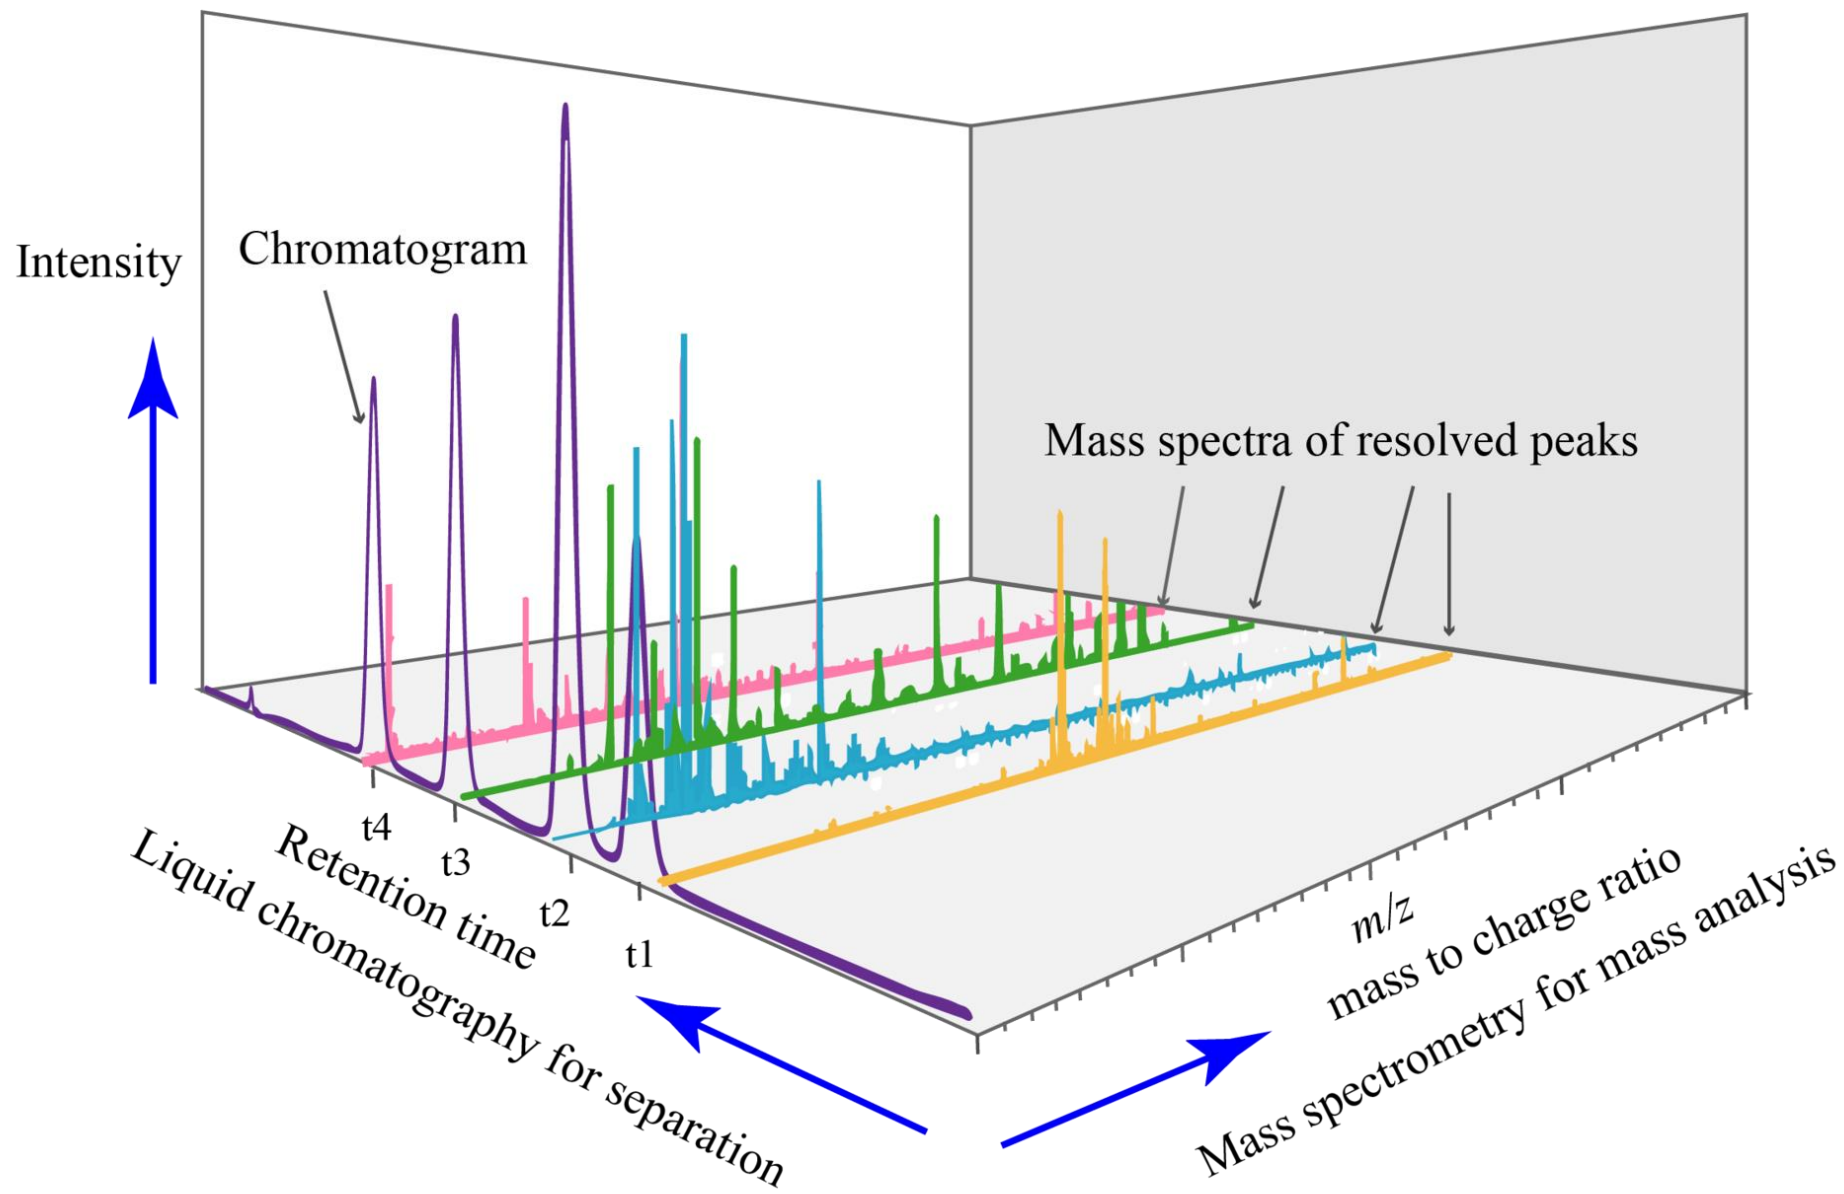 Intensity
Chromatogram
Mass spectra of resolved peaks
t4
t3
t2
t1
Retention time
Liquid chromatography for separation
m/z
mass to charge ratio
Mass spectrometry for mass analysis